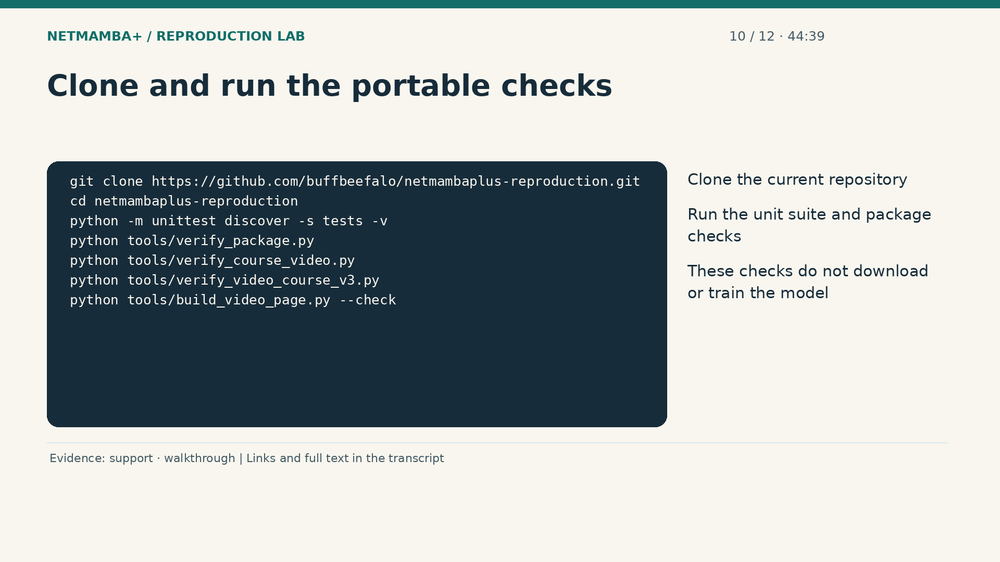 NETMAMBA+ / REPRODUCTION LAB
10 / 12 · 44:39
Clone and run the portable checks
git clone https://github.com/buffbeefalo/netmambaplus-reproduction.git
cd netmambaplus-reproduction
python -m unittest discover -s tests -v
python tools/verify_package.py
python tools/verify_course_video.py
python tools/verify_video_course_v3.py
python tools/build_video_page.py --check
Clone the current repository
Run the unit suite and package
checks
These checks do not download
or train the model
Evidence: support · walkthrough | Links and full text in the transcript